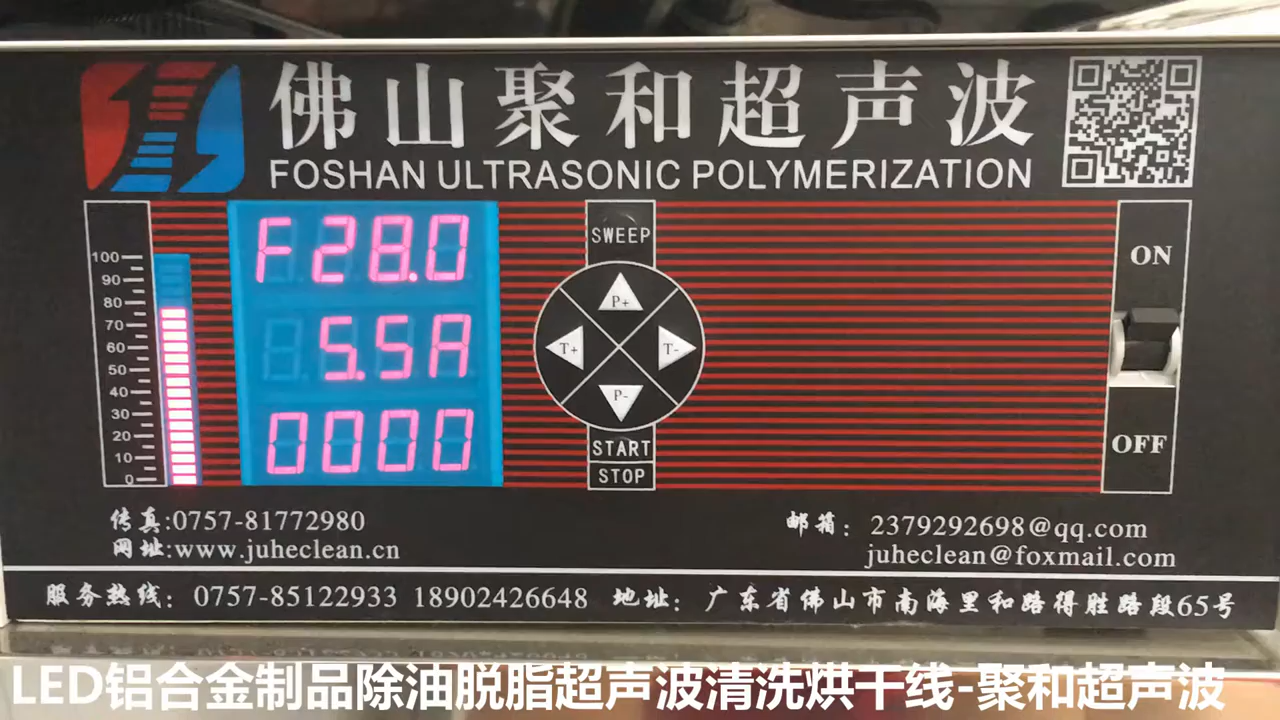 佛山聚和超声波
FOSHAN ULTRASONIC POLYMERIZATION
SWEEP
ON
F28.0
100
90
80
70
60
50
40
30
20
10
0
5.5A
0000
P+
T+
T-
P-
START
STOP
OFF
传真:0757-81772980
网址:www.juheclean.cn
邮箱: 2379292698@qq.com
juheclean@foxmail.com
服务热线: 0757-85122933 18902426648 地址: 广东省佛山市南海里和路得胜路段65号
LED铝合金制品除油脱脂超声波清洗烘干线-聚和超声波